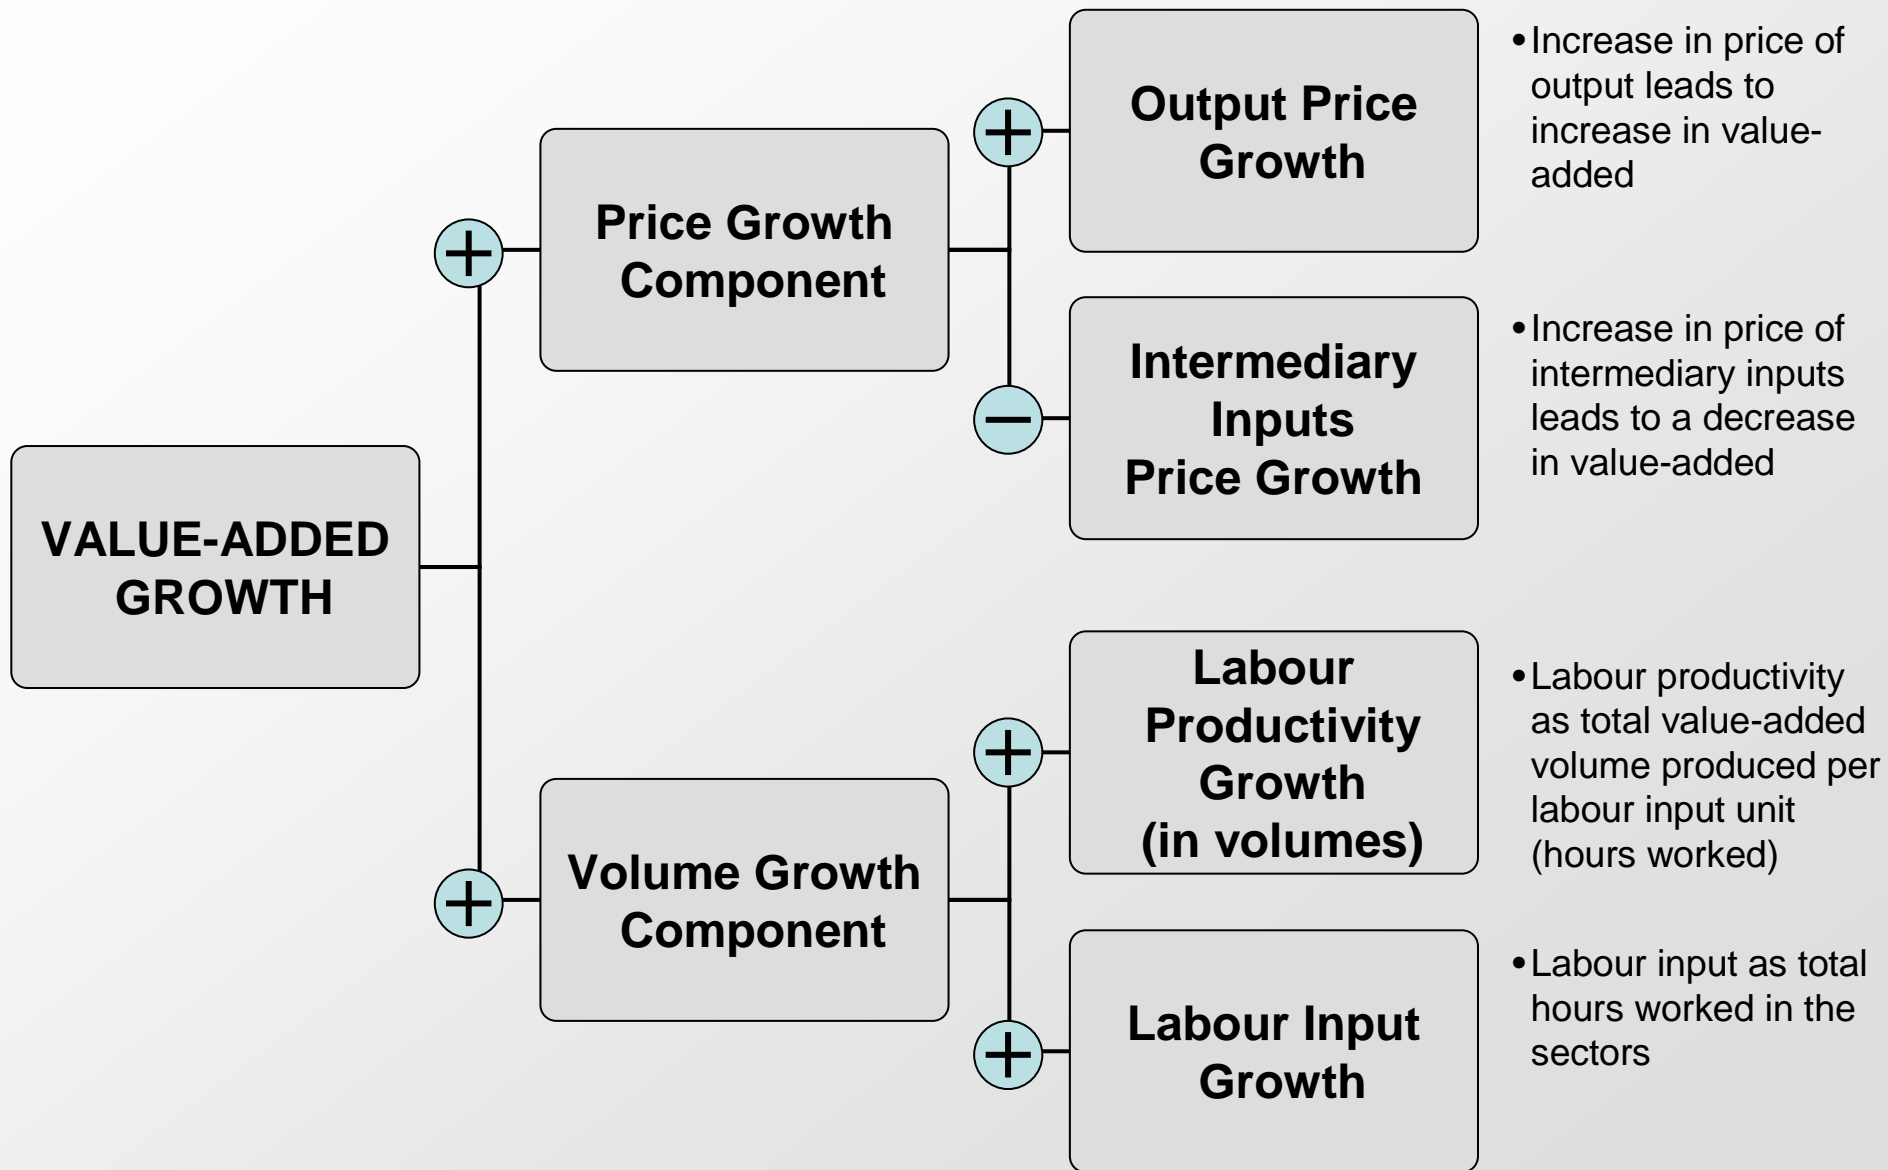 Output Price
Growth
•Increase in price of
output leads to
increase in value-
added
Price Growth
Component
Intermediary
Inputs
Price Growth
•Increase in price of
intermediary inputs
leads to a decrease
in value-added
VALUE-ADDED
GROWTH
Labour
Productivity
Growth
(in volumes)
•Labour productivity
as total value-added
volume produced per
labour input unit
(hours worked)
Volume Growth
Component
Labour Input
Growth
•Labour input as total
hours worked in the
sectors